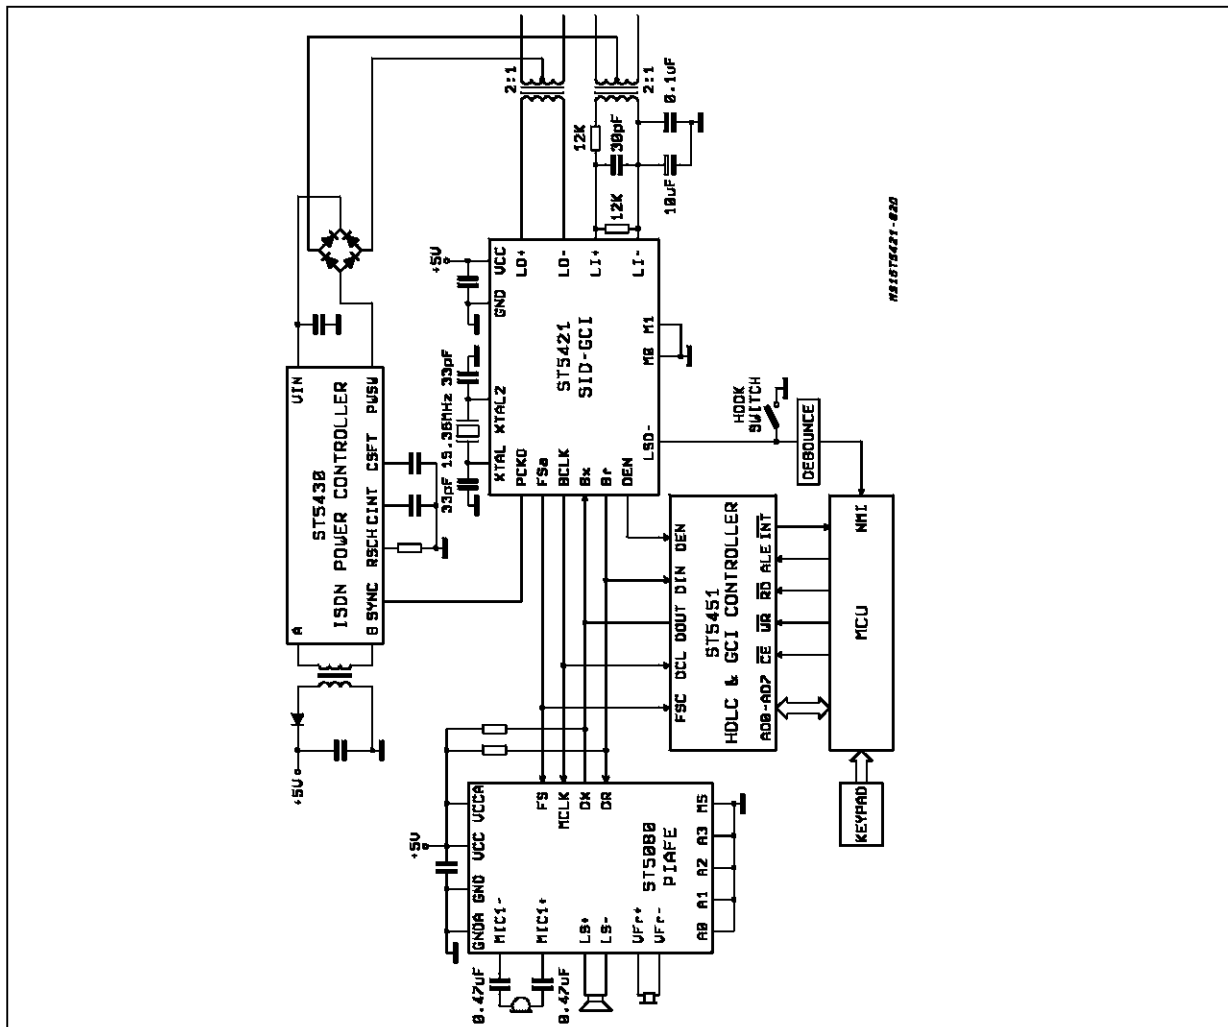 2:1
2:1
0.1uF
12K
30pF
10uF
12K
+5V
VCC
GND
LO+
LO-
LI+
LI-
ST5421
SID-GCI
XTAL2
XTAL
33pF 15.36MHz 33pF
PCKO
FSa
BCLK
Bx
Br
DEN
LSD-
M0
M1
VIN
PWSW
ST5430
ISDN POWER CONTROLLER
A
B
SYNC
RSCH
CINT
CSFT
+5V
HOOK
SWITCH
DEBOUNCE
DEN
DIN
DOUT
DCL
FSC
ST5451
HDLC & GCI CONTROLLER
INT
ALE
RD
WR
CE
AD0-AD7
NMI
MCU
KEYPAD
+5V
VCCA
VCC
GND
GNDA
FS
MCLK
DX
DR
ST5080
PIAFE
MS
A3
A2
A1
A0
MIC1-
MIC1+
LS+
LS-
VFr+
VFr-
0.47uF
0.47uF